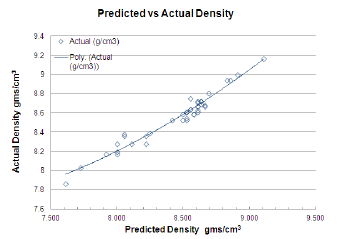 Predicted vs Actual Density
9.4
9.2
9
8.8
8.6
8.4
8.2
8
7.8
7.6
Actual (g/cm3)
Poly. (Actual
(g/cm3))
Actual Density gms/cm³
7.500 8.000 8.500 9.000 9.500
Predicted Density gms/cm³